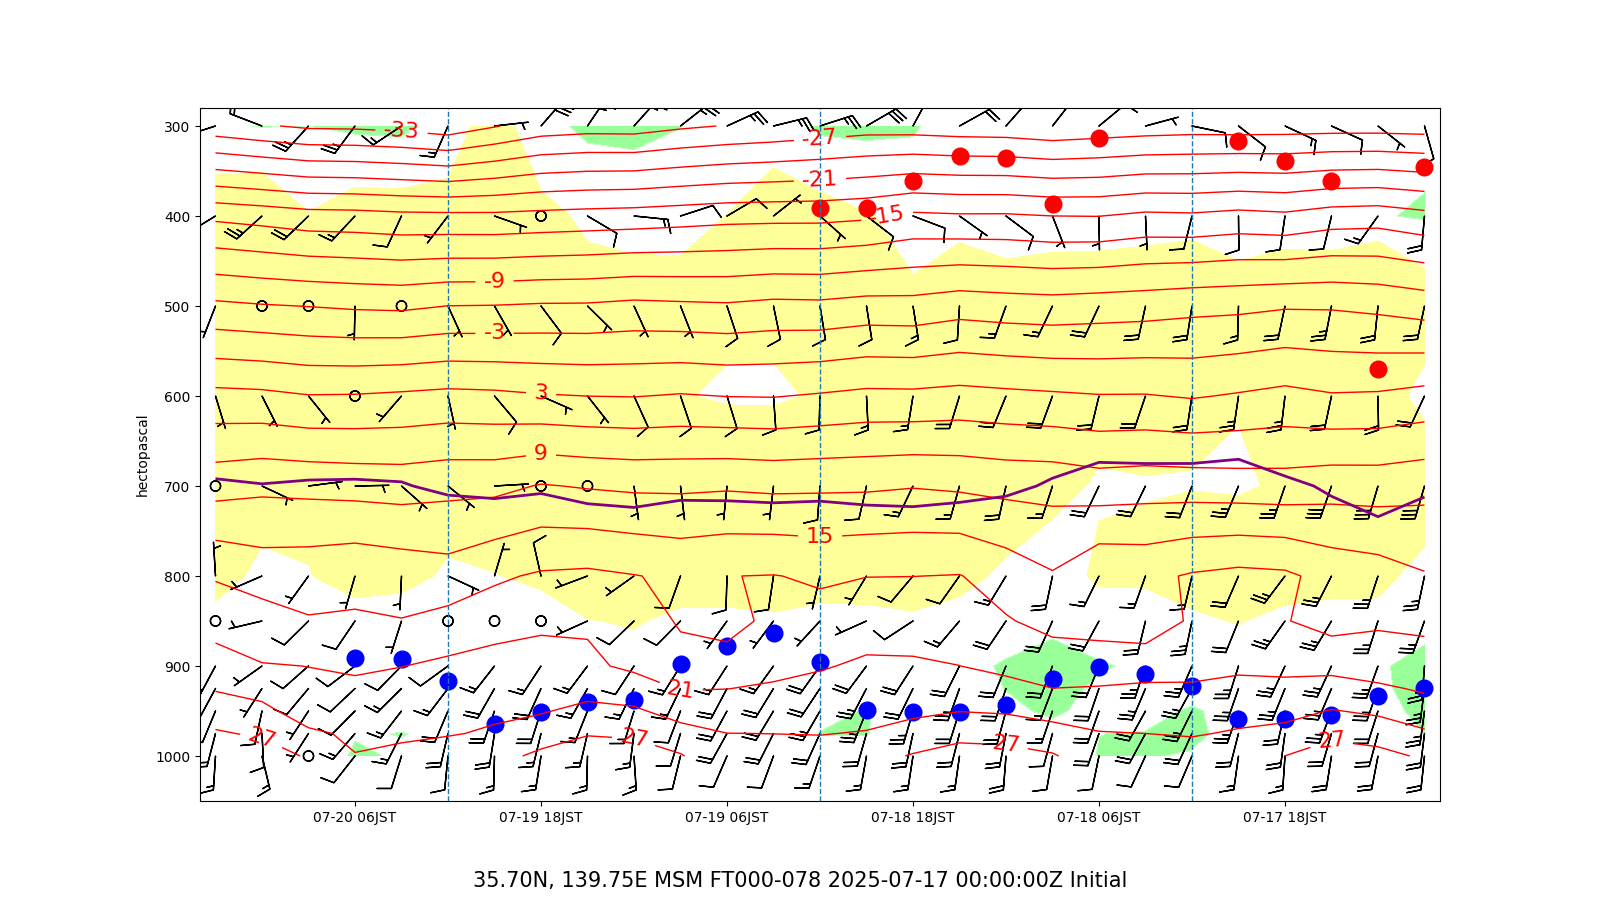 300
400
500
600
700
800
900
1000
hectopascal
-33
-27
-21
-15
-9
-3
3
9
15
21
27
27
27
27
07-20 06JST
07-19 18JST
07-19 06JST
07-18 18JST
07-18 06JST
07-17 18JST
35.70N, 139.75E MSM FT000-078 2025-07-17 00:00:00Z Initial